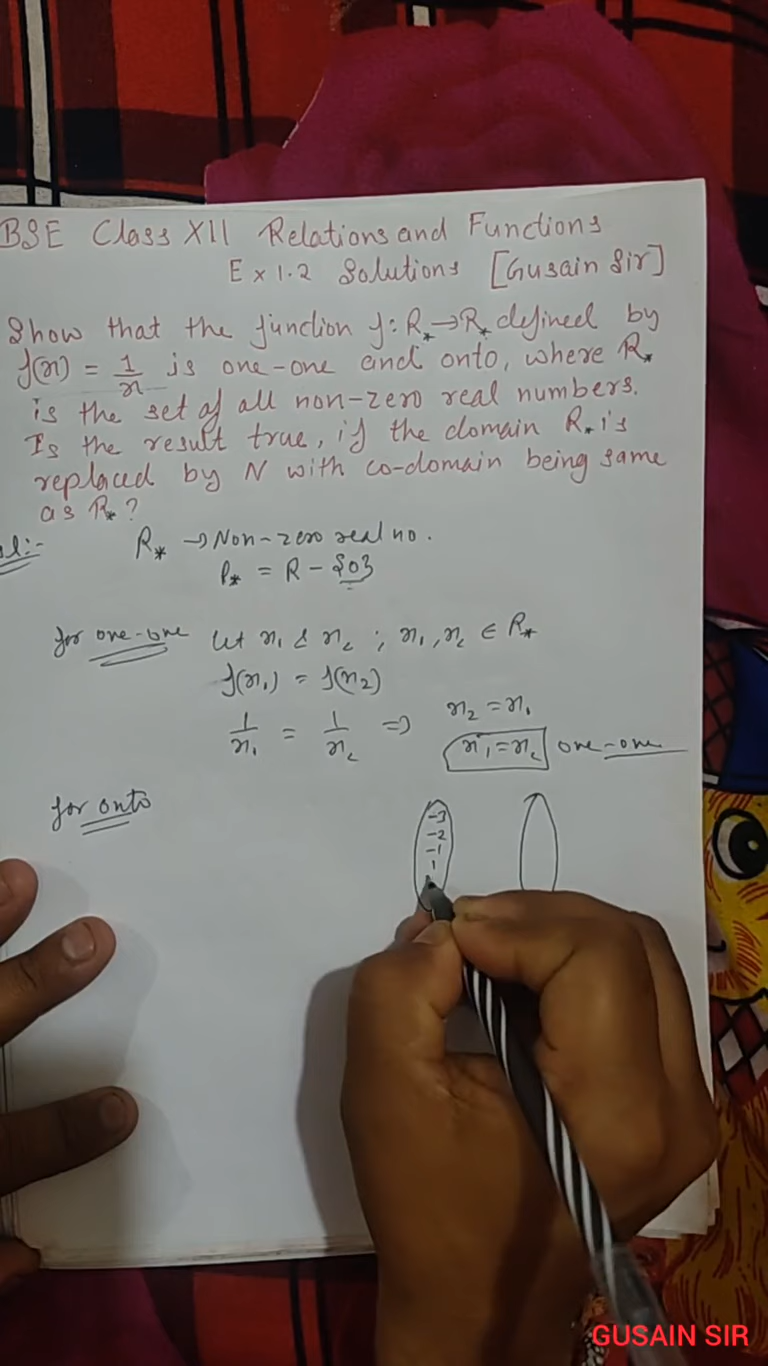 BSE Class XII Relations and Functions
Ex 1.2 Solutions [Gusain Sir]
Show that the function f: R* → R* defined by
f(x) = 1/x is one-one and onto, where R*
is the set of all non-zero real numbers.
Is the result true, if the domain R* is
replaced by N with co-domain being same
as R*?
ol:- R* → Non-zero real no.
R* = R - {0}
for one-one let x₁ & x₂ ; x₁, x₂ ∈ R*
f(x₁) = f(x₂)
1/x₁ = 1/x₂ ⇒ x₂ = x₁
x₁ = x₂ one-one
for onto
-3
-2
-1
1
GUSAIN SIR